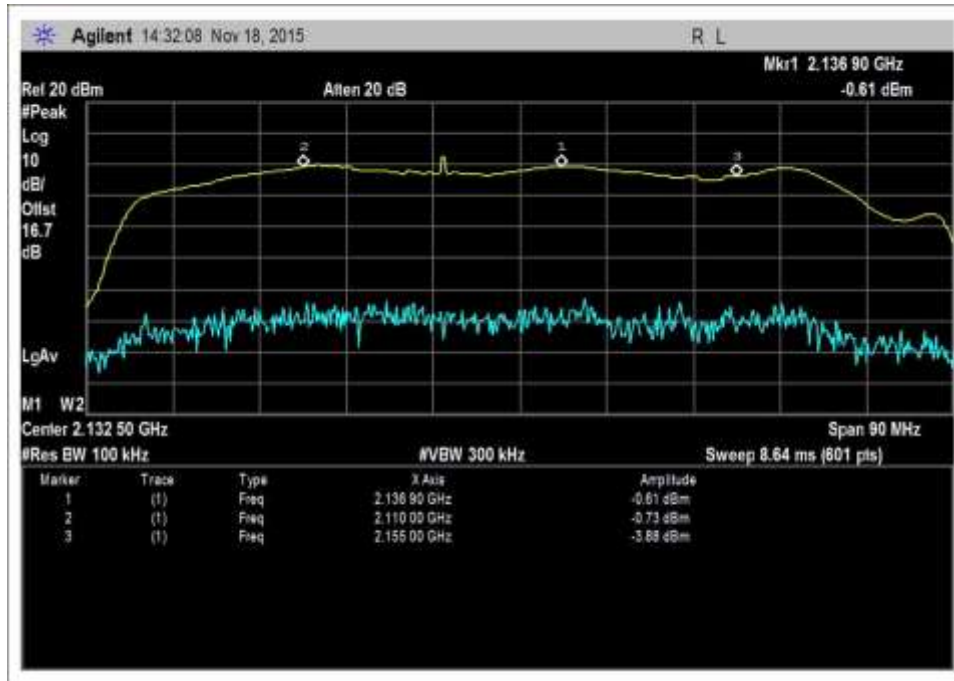 Agilent 14:32:08 Nov 18, 2015 R L
Mkr1 2.136 90 GHz
Ref 20 dBm Atten 20 dB -0.61 dBm
#Peak
Log
10
dB/
Offst
16.7
dB
2
1
3
LgAv
M1 W2
Center 2.132 50 GHz Span 90 MHz
#Res BW 100 kHz #VBW 300 kHz Sweep 8.64 ms (601 pts)
Marker Trace Type X Axis Amplitude
1 (1) Freq 2.136 90 GHz -0.61 dBm
2 (1) Freq 2.110 00 GHz -0.73 dBm
3 (1) Freq 2.155 00 GHz -3.88 dBm